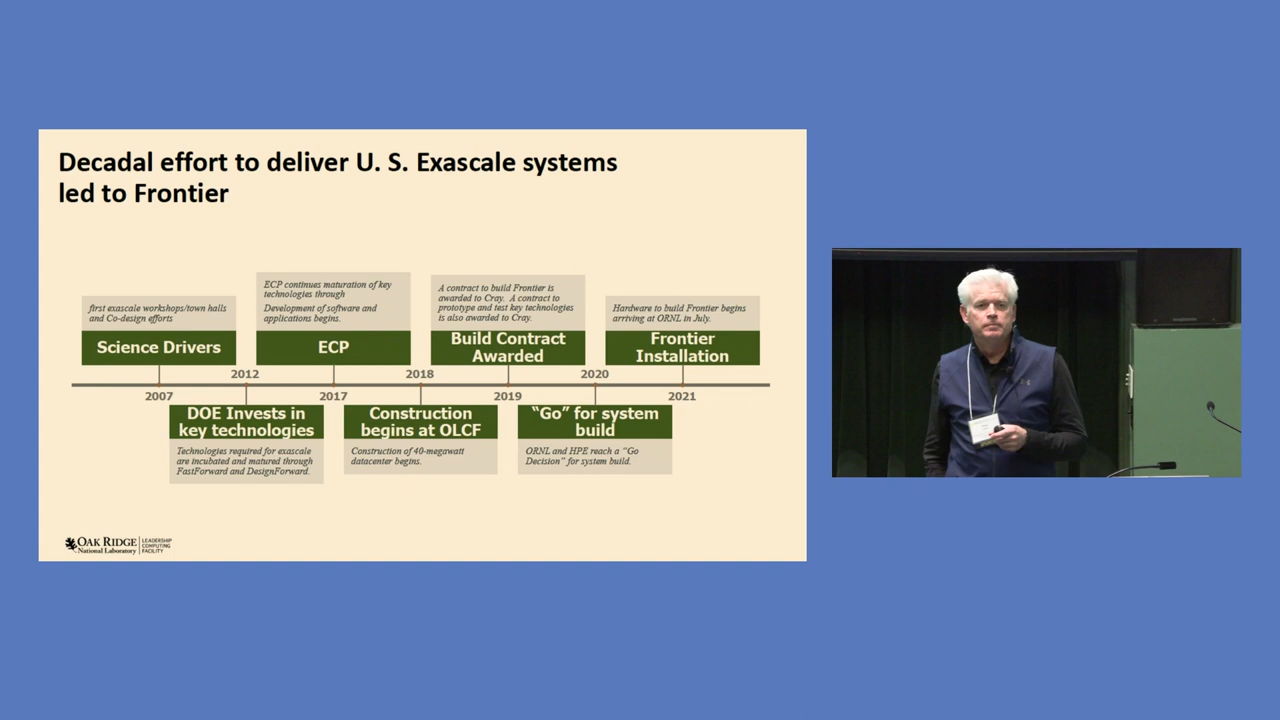 Decadal effort to deliver U. S. Exascale systems
led to Frontier
first exascale workshops/town halls
and Co-design efforts
Science Drivers
2007
DOE Invests in
key technologies
Technologies required for exascale
are incubated and matured through
FastForward and DesignForward.
2012
ECP continues maturation of key
technologies through
Development of software and
applications begins.
ECP
2017
Construction
begins at OLCF
Construction of 40-megawatt
datacenter begins.
2018
A contract to build Frontier is
awarded to Cray. A contract to
prototype and test key technologies
is also awarded to Cray.
Build Contract
Awarded
2019
“Go” for system
build
ORNL and HPE reach a “Go
Decision” for system build.
2020
Hardware to build Frontier begins
arriving at ORNL in July.
Frontier
Installation
2021
OAK RIDGE
National Laboratory
LEADERSHIP
COMPUTING
FACILITY